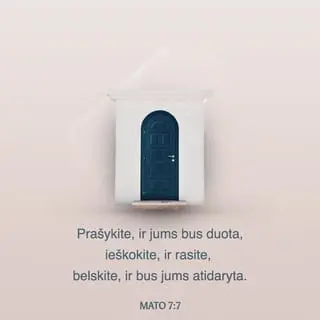 Prašykite, ir jums bus duota,
ieškokite, ir rasite,
belskite, ir bus jums atidaryta.
MATO 7:7